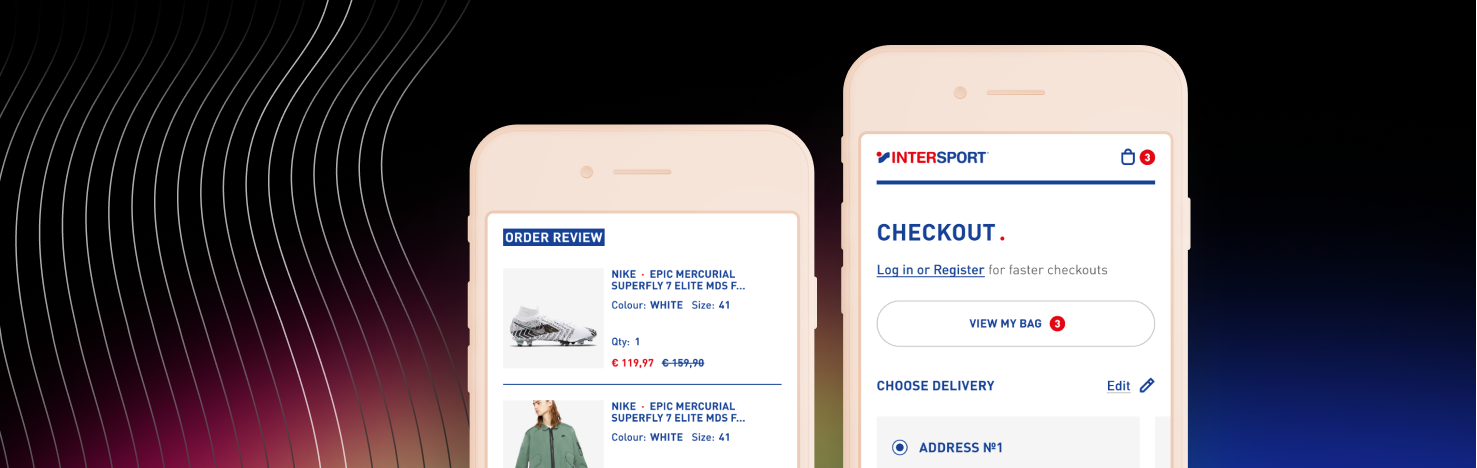 ORDER REVIEW
NIKE · EPIC MERCURIAL
SUPERFLY 7 ELITE MDS F...
Colour: WHITE Size: 41
Qty: 1
€ 119,97 € 159,90
NIKE · EPIC MERCURIAL
SUPERFLY 7 ELITE MDS F...
Colour: WHITE Size: 41
INTERSPORT 3
CHECKOUT.
Log in or Register for faster checkouts
VIEW MY BAG 3
CHOOSE DELIVERY Edit
ADDRESS №1